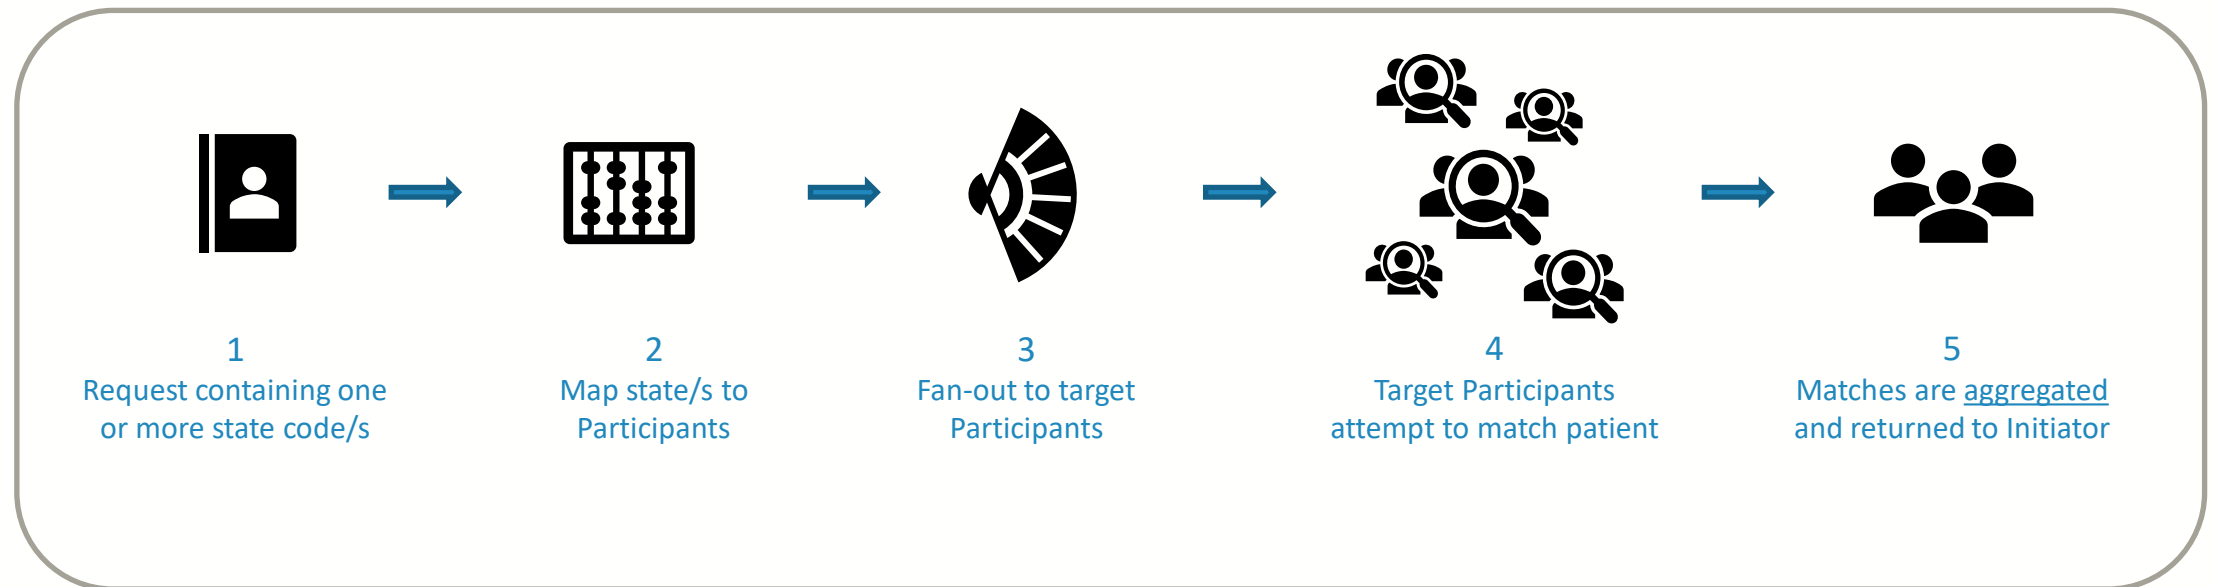 1
Request containing one
or more state code/s
2
Map state/s to
Participants
3
Fan-out to target
Participants
4
Target Participants
attempt to match patient
5
Matches are aggregated
and returned to Initiator